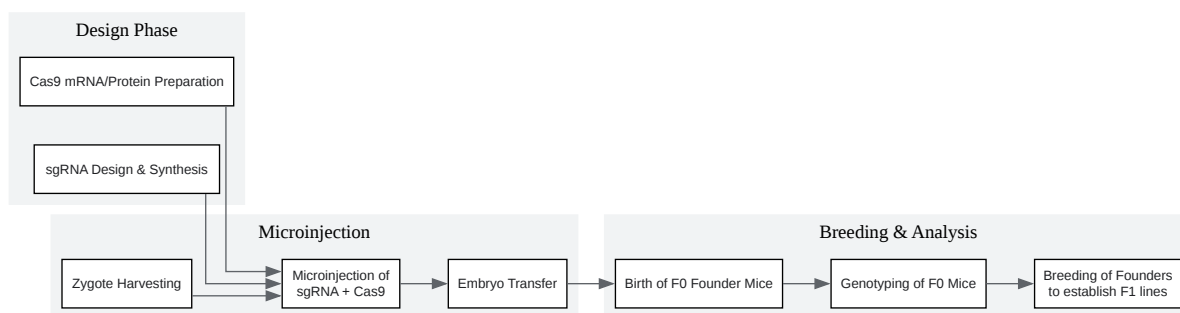 Design Phase
Cas9 mRNA/Protein Preparation
sgRNA Design & Synthesis
Microinjection
Zygote Harvesting
Microinjection of
sgRNA + Cas9
Embryo Transfer
Breeding & Analysis
Birth of F0 Founder Mice
Genotyping of F0 Mice
Breeding of Founders
to establish F1 lines